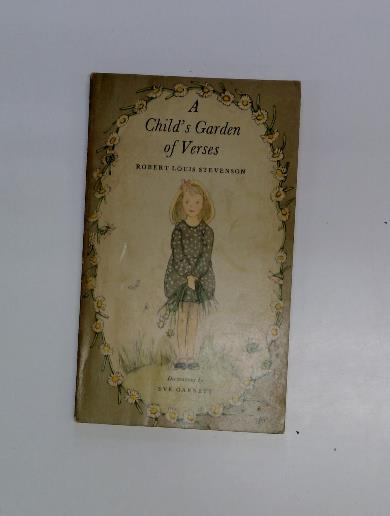 A
Child's Garden
of Verses
ROBERT LOUIS STEVENSON
Decorations by
EVE GARNETT